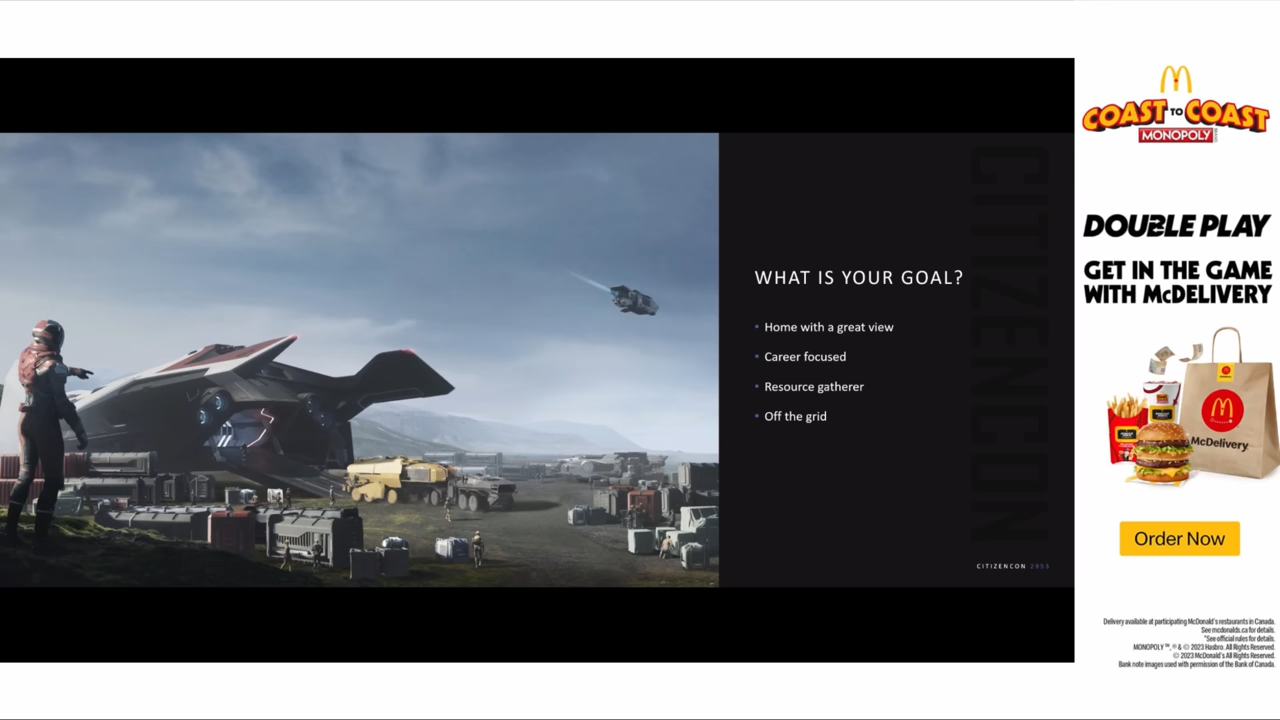 WHAT IS YOUR GOAL?
Home with a great view
Career focused
Resource gatherer
Off the grid
CITIZENCON
CITIZENCON 2953
COAST TO COAST
MONOPOLY
DOUBLE PLAY
GET IN THE GAME
WITH McDELIVERY
McDelivery
Order Now
Delivery available at participating McDonald's restaurants in Canada.
See mcdonalds.ca for details.
*See official rules for details.
MONOPOLY ™, ® & © 2023 Hasbro. All Rights Reserved.
© 2023 McDonald's All Rights Reserved.
Bank note images used with permission of the Bank of Canada.